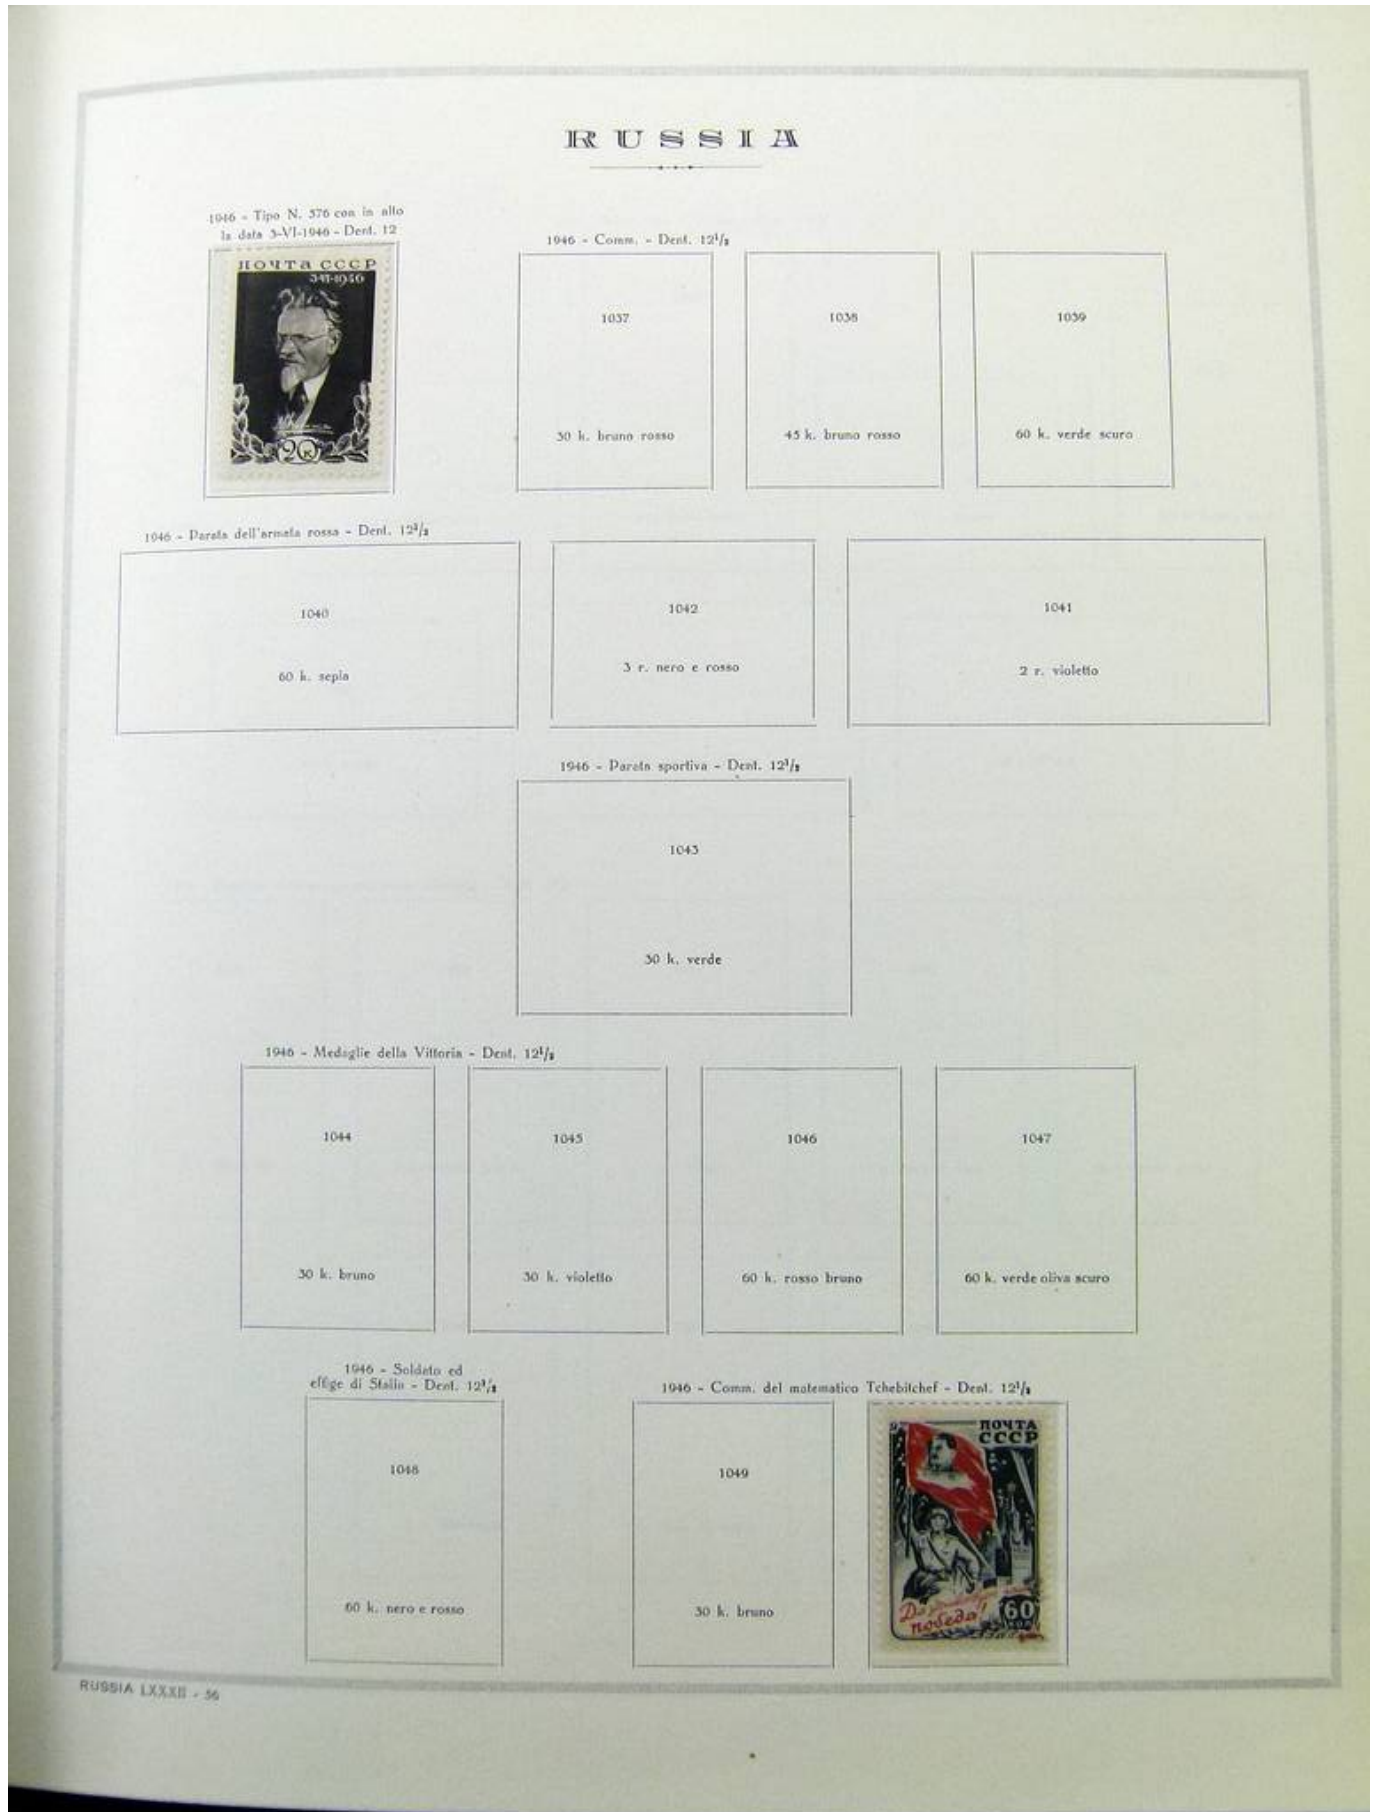 RUSSIA
1946 - Tipo N. 576 con in alto
la data 3-VI-1946 - Dent. 12
ПОЧТА СССР
3-VI-1946
20 К
1946 - Comm. - Dent. 12¹/₂
1037
30 k. bruno rosso
1038
45 k. bruno rosso
1039
60 k. verde scuro
1946 - Parata dell'armata rossa - Dent. 12¹/₂
1040
60 k. sepia
1042
3 r. nero e rosso
1041
2 r. violetto
1946 - Parata sportiva - Dent. 12¹/₂
1043
30 k. verde
1946 - Medaglie della Vittoria - Dent. 12¹/₂
1044
30 k. bruno
1045
30 k. violetto
1046
60 k. rosso bruno
1047
60 k. verde oliva scuro
1946 - Soldato ed
effige di Stalin - Dent. 12¹/₂
1048
60 k. nero e rosso
1946 - Comm. del matematico Tchebitchef - Dent. 12¹/₂
1049
30 k. bruno
ПОЧТА
СССР
победа!
60
RUSSIA LXXXII - 56